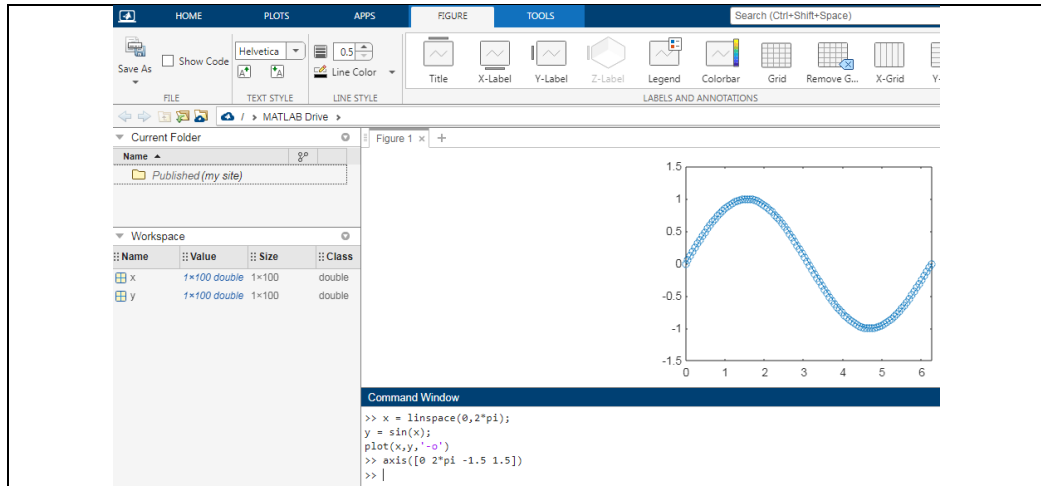 HOME PLOTS APPS FIGURE TOOLS Search (Ctrl+Shift+Space)
Save As
Show Code
Helvetica
0.5
A A
Line Color
Title X-Label Y-Label Z-Label Legend Colorbar Grid Remove G... X-Grid Y-
FILE TEXT STYLE LINE STYLE LABELS AND ANNOTATIONS
/ > MATLAB Drive >
Current Folder
Name
Published (my site)
Workspace
Name Value Size Class
x 1×100 double 1×100 double
y 1×100 double 1×100 double
Figure 1 × +
1.5
1
0.5
0
-0.5
-1
-1.5
0 1 2 3 4 5 6
Command Window
>> x = linspace(0,2*pi);
y = sin(x);
plot(x,y,'-o')
>> axis([0 2*pi -1.5 1.5])
>>